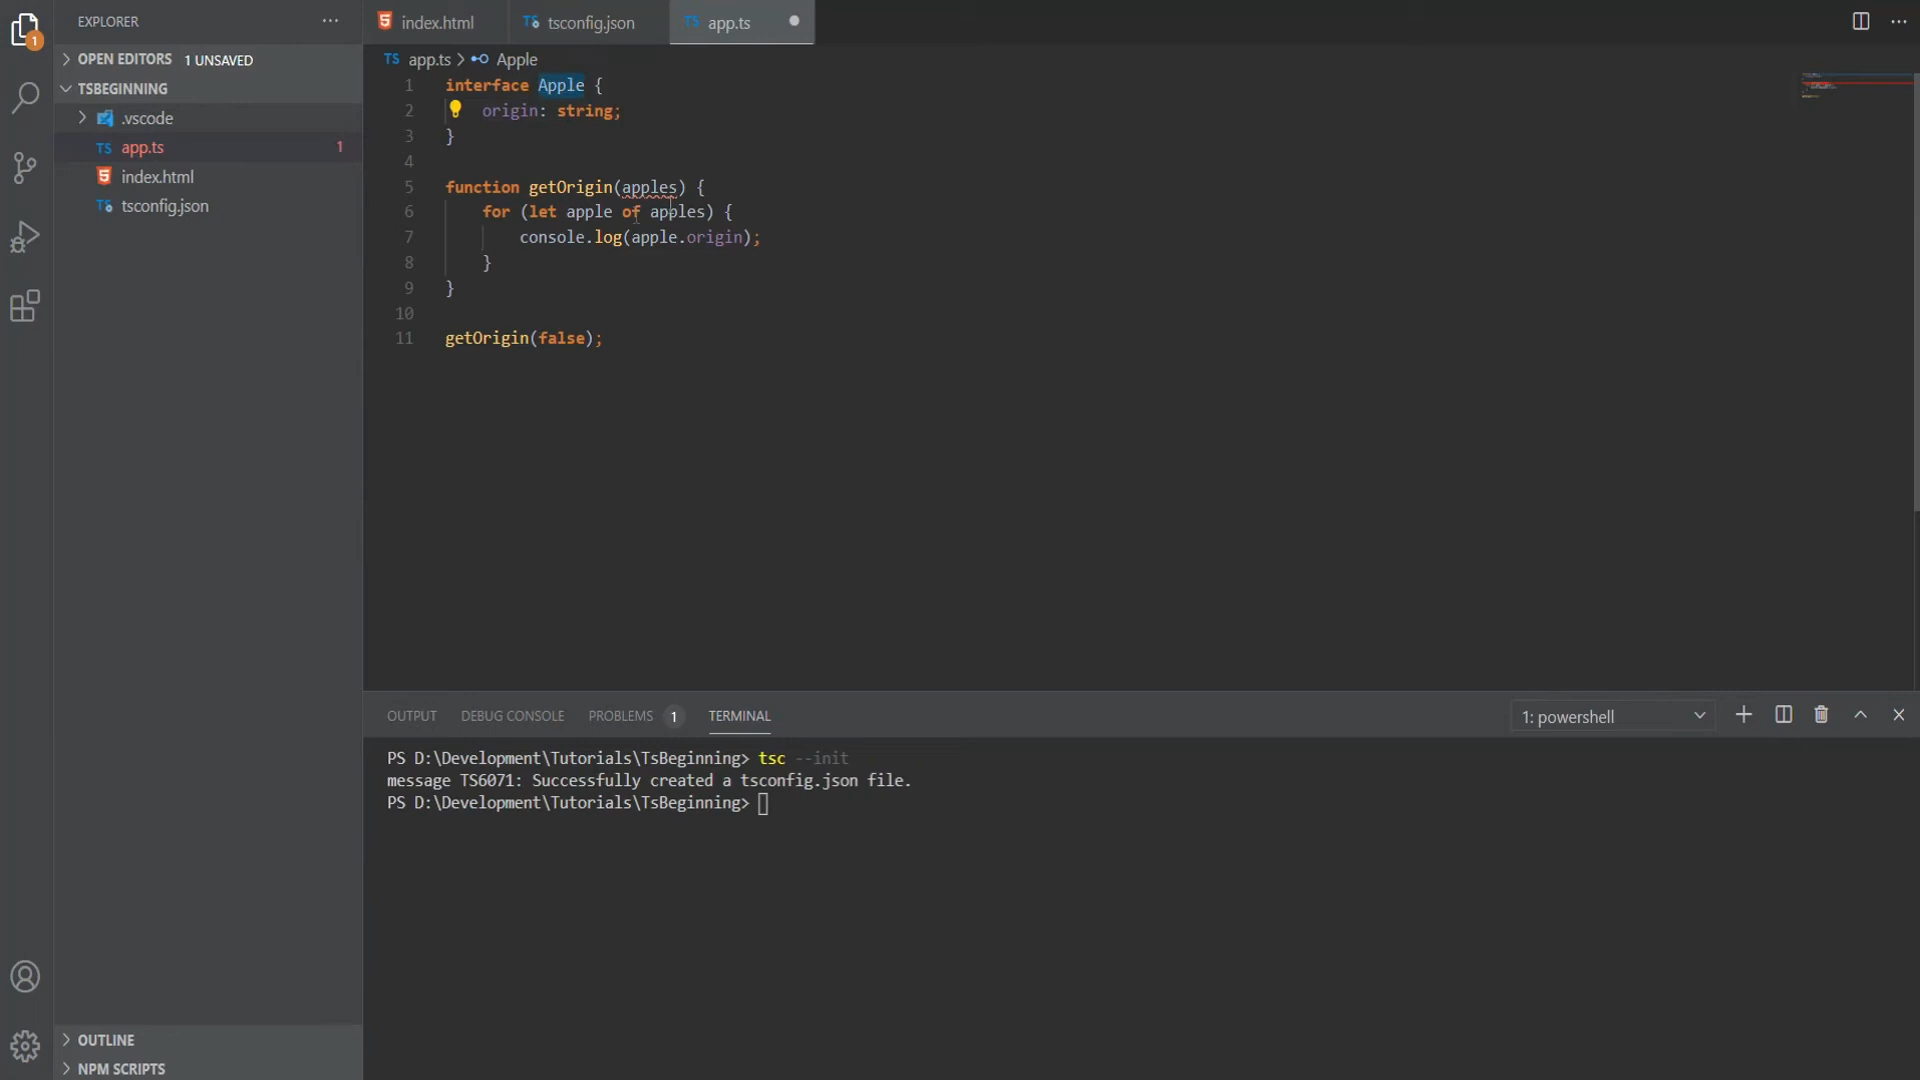 EXPLORER
index.html
TS tsconfig.json
TS app.ts
1
OPEN EDITORS 1 UNSAVED
TS app.ts > Apple
TSBEGINNING
.vscode
TS app.ts 1
5 index.html
TS tsconfig.json
1 interface Apple {
2 origin: string;
3 }
4
5 function getOrigin(apples) {
6 for (let apple of apples) {
7 console.log(apple.origin);
8 }
9 }
10
11 getOrigin(false);
OUTPUT DEBUG CONSOLE PROBLEMS 1 TERMINAL 1: powershell
PS D:\Development\Tutorials\TsBeginning> tsc --init
message TS6071: Successfully created a tsconfig.json file.
PS D:\Development\Tutorials\TsBeginning>
OUTLINE
NPM SCRIPTS